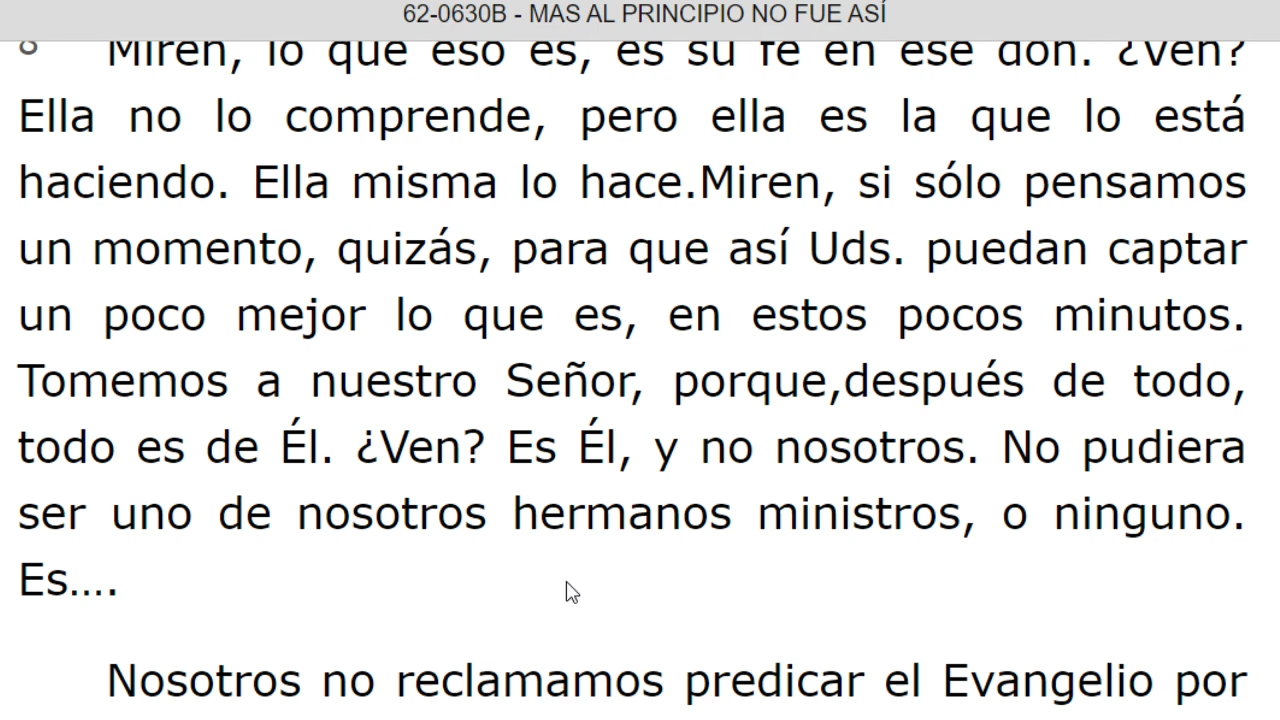 62-0630B - MAS AL PRINCIPIO NO FUE ASÍ
8 Miren, lo que eso es, es su fe en ese don. ¿Ven?
Ella no lo comprende, pero ella es la que lo está
haciendo. Ella misma lo hace.Miren, si sólo pensamos
un momento, quizás, para que así Uds. puedan captar
un poco mejor lo que es, en estos pocos minutos.
Tomemos a nuestro Señor, porque,después de todo,
todo es de Él. ¿Ven? Es Él, y no nosotros. No pudiera
ser uno de nosotros hermanos ministros, o ninguno.
Es....
Nosotros no reclamamos predicar el Evangelio por